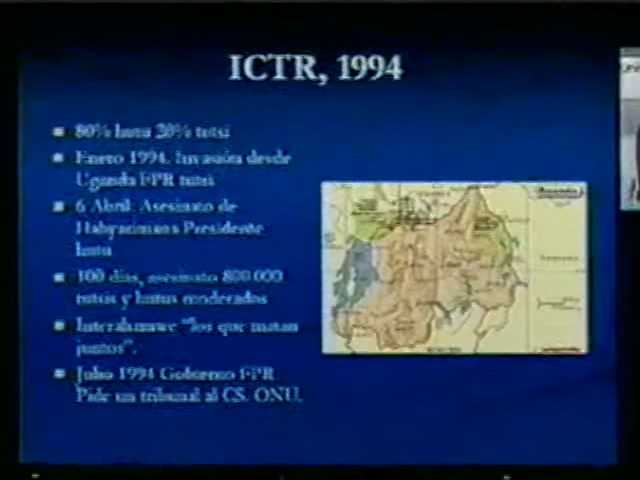 ICTR, 1994
80% hutu 20% tutsi
Enero 1994. Invasión desde
Uganda FPR tutsi
6 Abril: Asesinato de
Habyarimana Presidente
hutu
100 días, asesinato 800.000
tutsis y hutus moderados
Interahamwe "los que matan
juntos".
Julio 1994 Gobierno FPR
Pide un tribunal al CS. ONU.